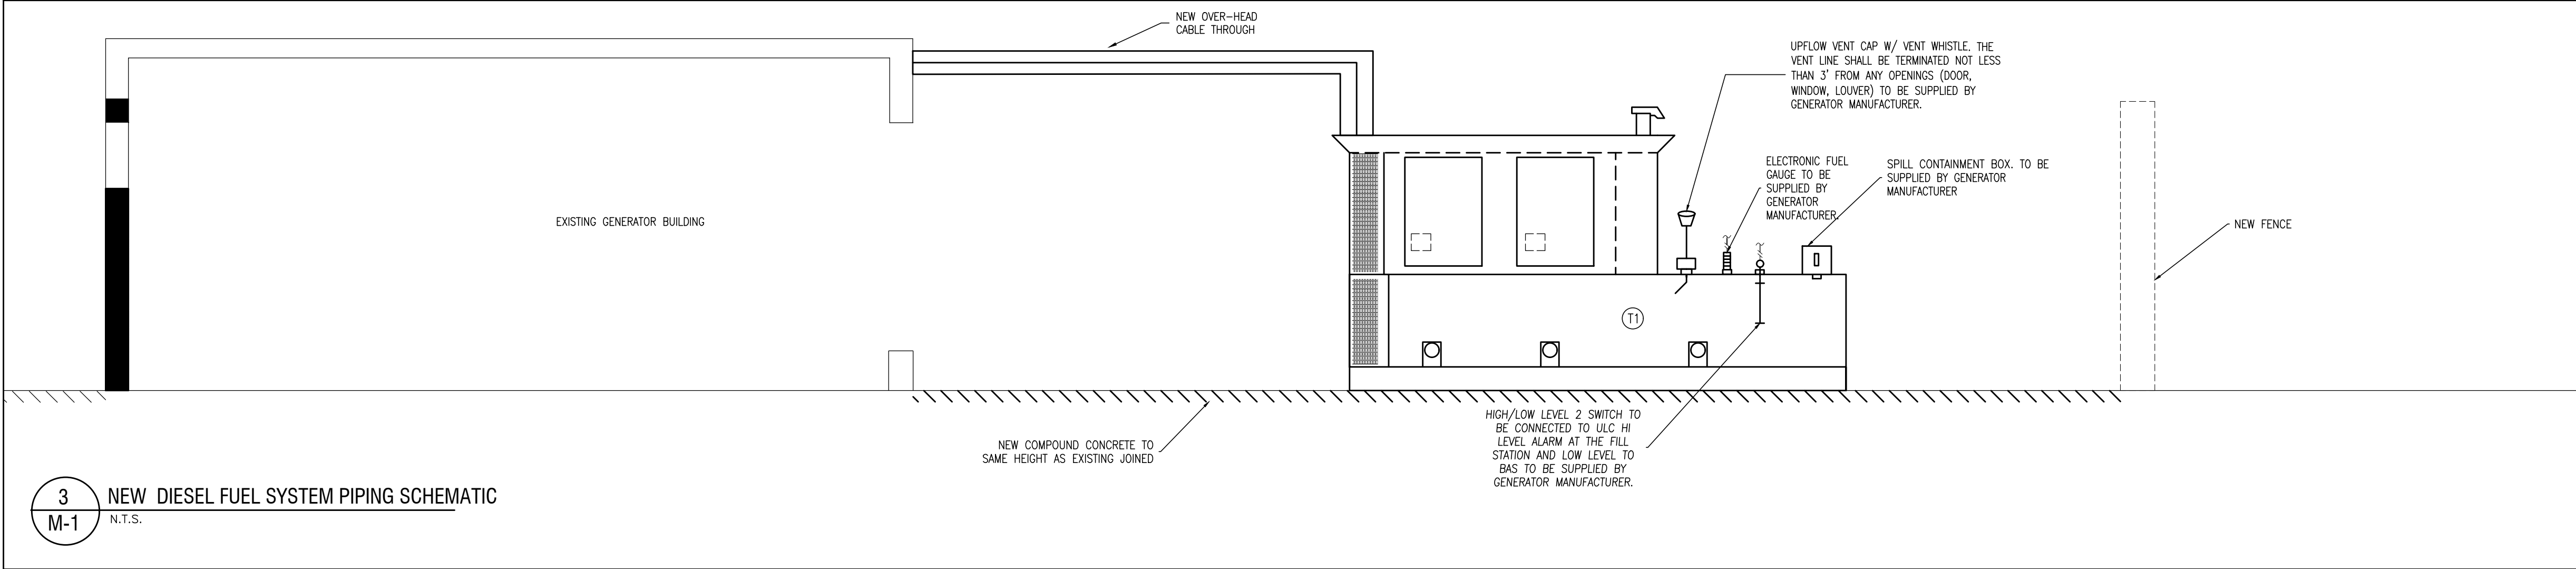 NEW OVER-HEAD
CABLE THROUGH
UPFLOW VENT CAP W/ VENT WHISTLE. THE
VENT LINE SHALL BE TERMINATED NOT LESS
THAN 3' FROM ANY OPENINGS (DOOR,
WINDOW, LOUVER) TO BE SUPPLIED BY
GENERATOR MANUFACTURER.
ELECTRONIC FUEL
GAUGE TO BE
SUPPLIED BY
GENERATOR
MANUFACTURER.
SPILL CONTAINMENT BOX. TO BE
SUPPLIED BY GENERATOR
MANUFACTURER
EXISTING GENERATOR BUILDING
NEW FENCE
T1
HIGH/LOW LEVEL 2 SWITCH TO
BE CONNECTED TO ULC HI
LEVEL ALARM AT THE FILL
STATION AND LOW LEVEL TO
BAS TO BE SUPPLIED BY
GENERATOR MANUFACTURER.
NEW COMPOUND CONCRETE TO
SAME HEIGHT AS EXISTING JOINED
3
M-1
NEW DIESEL FUEL SYSTEM PIPING SCHEMATIC
N.T.S.